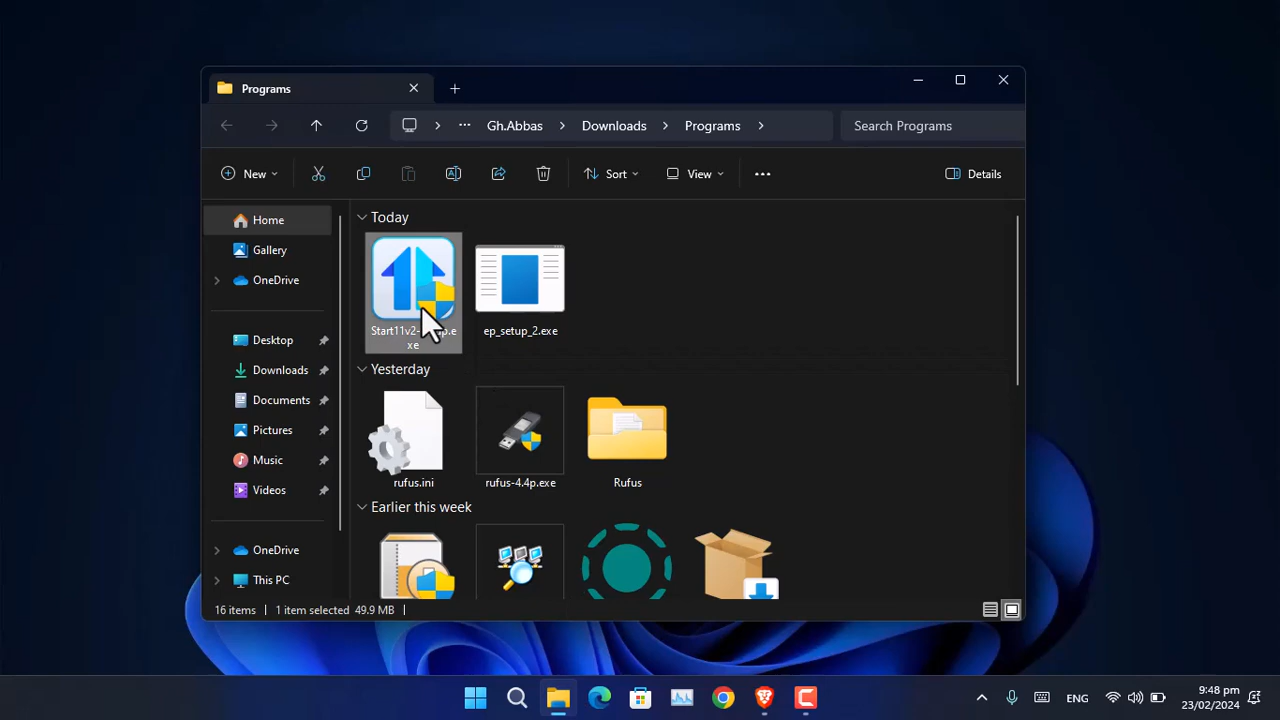 Programs
Gh.Abbas
Downloads
Programs
Search Programs
New
Sort
View
Details
Home
Gallery
OneDrive
Desktop
Downloads
Documents
Pictures
Music
Videos
OneDrive
This PC
Today
ep_setup_2.exe
Yesterday
rufus.ini
rufus-4.4p.exe
Rufus
Earlier this week
16 items
1 item selected 49.9 MB
ENG
9:48 pm
23/02/2024